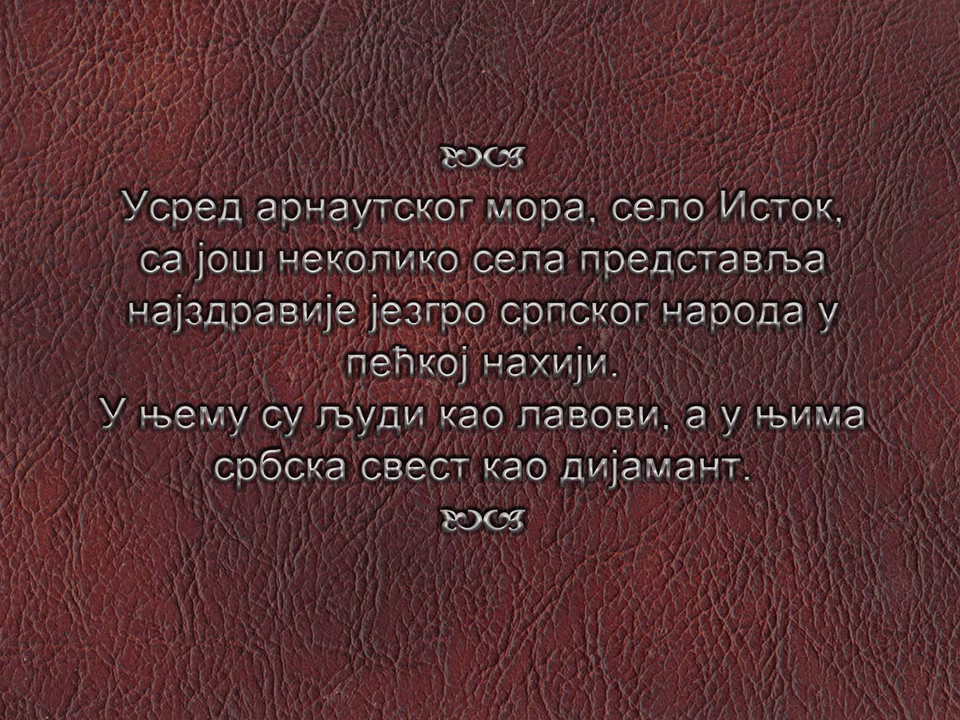 Усред арнаутског мора, село Исток,
са још неколико села представља
најздравије језгро српског народа у
пећкој нахији.
У њему су људи као лавови, а у њима
србска свест као дијамант.